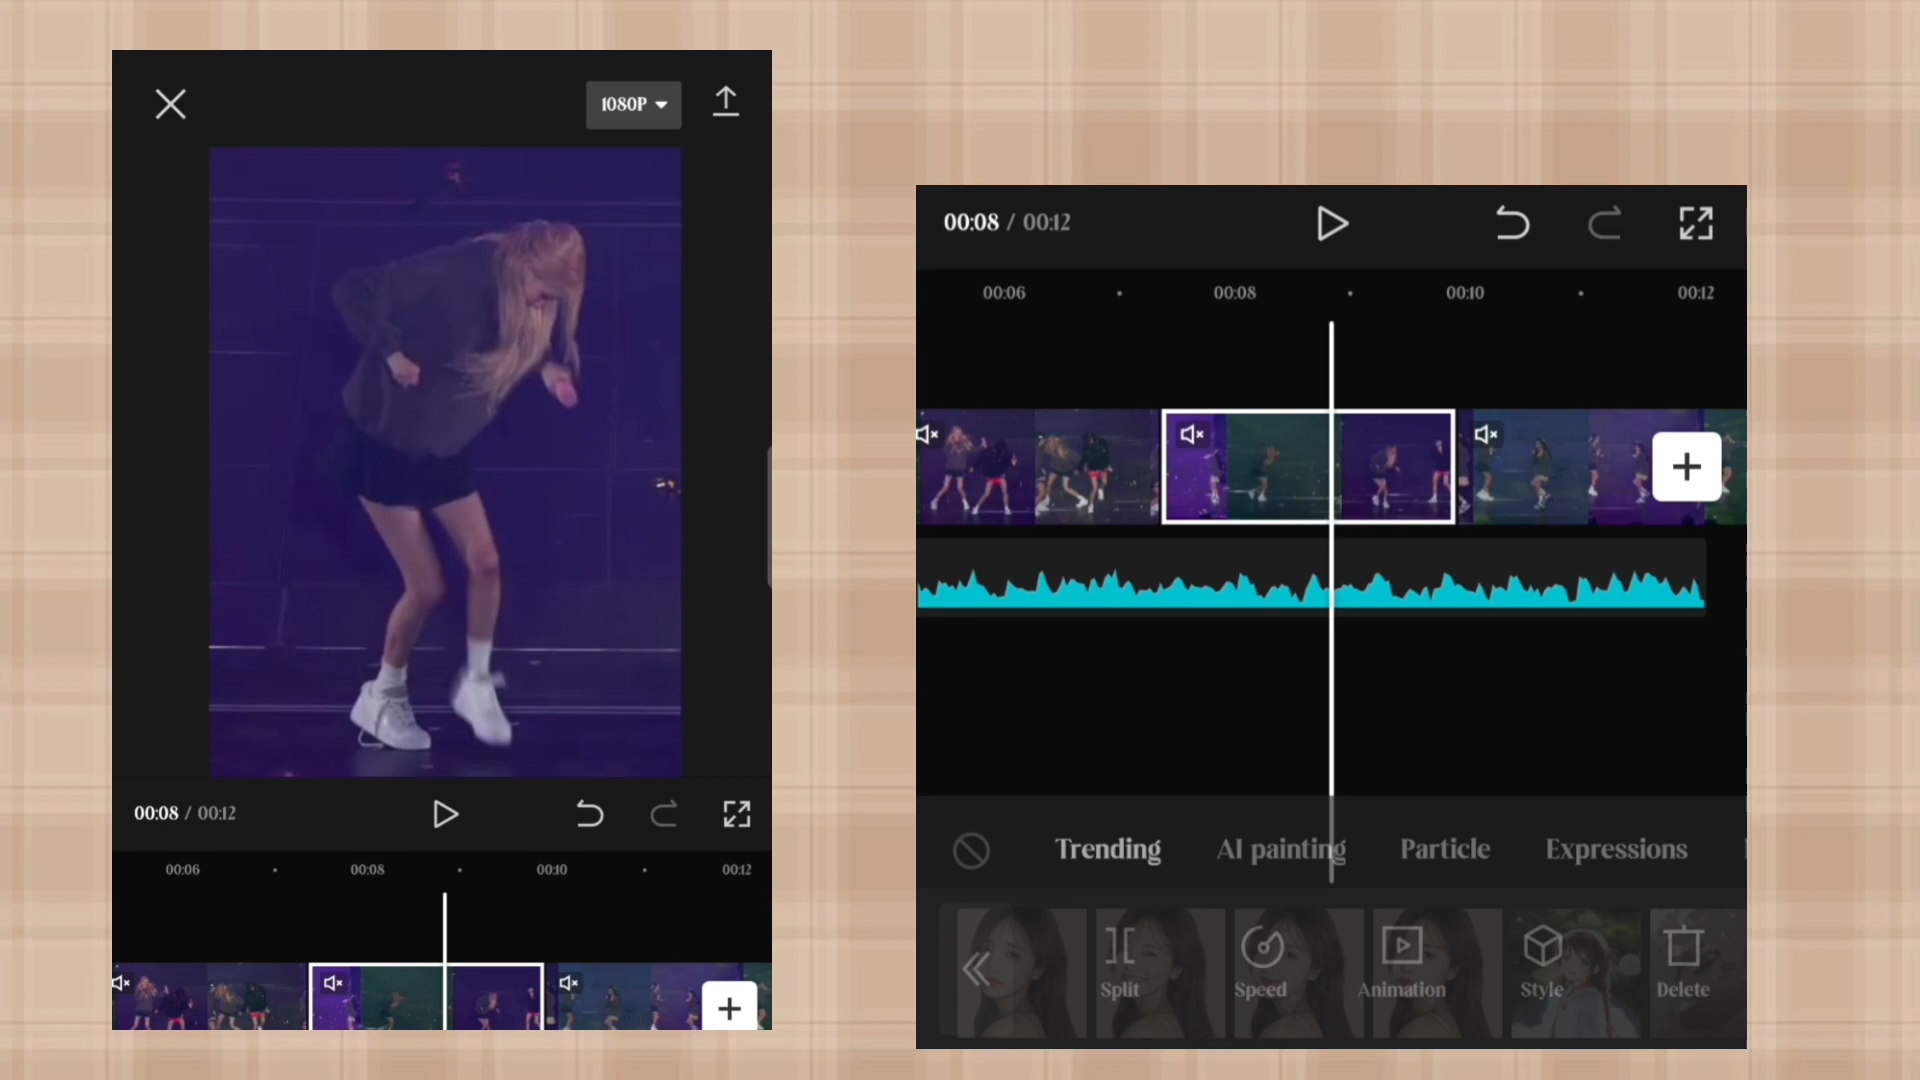 1080P
00:08 / 00:12
00:06 00:08 00:10 00:12
00:08 / 00:12
00:06 00:08 00:10 00:12
Trending AI painting Particle Expressions
Split Speed Animation Style Delete